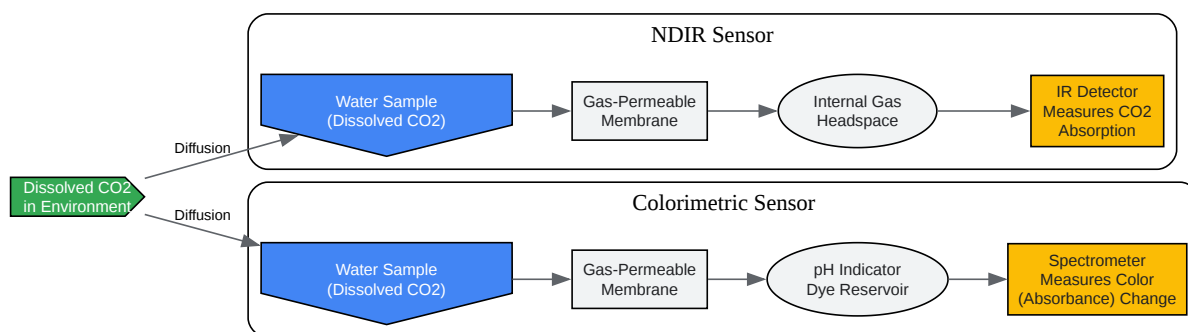 NDIR Sensor
Water Sample
(Dissolved CO2)
Gas-Permeable
Membrane
Internal Gas
Headspace
IR Detector
Measures CO2
Absorption
Diffusion
Dissolved CO2
in Environment
Diffusion
Colorimetric Sensor
Water Sample
(Dissolved CO2)
Gas-Permeable
Membrane
pH Indicator
Dye Reservoir
Spectrometer
Measures Color
(Absorbance) Change